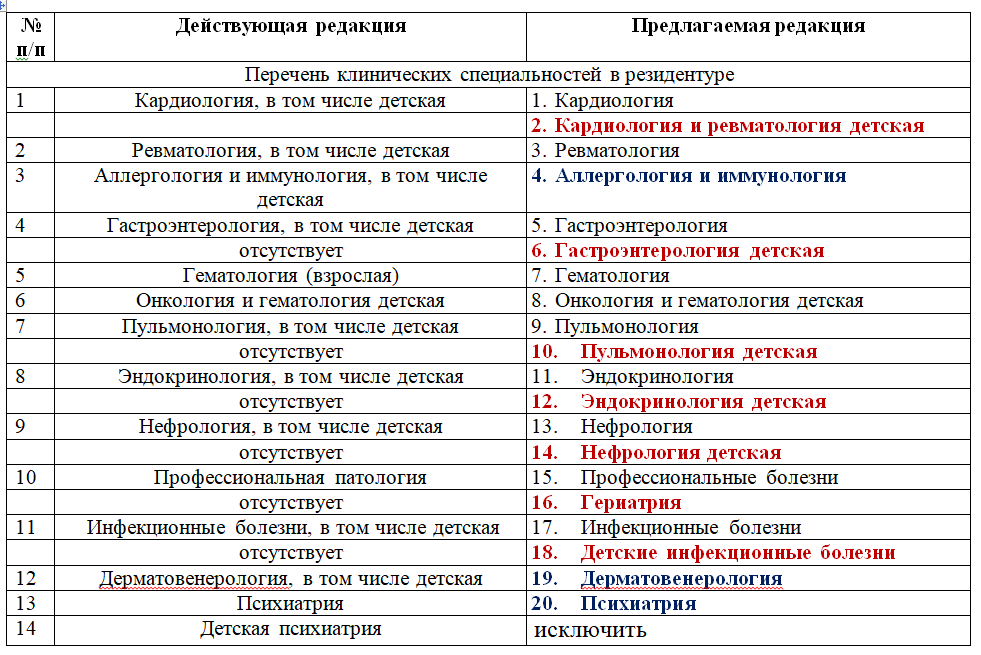 № п/п Действующая редакция Предлагаемая редакция
Перечень клинических специальностей в резидентуре
1 Кардиология, в том числе детская 1. Кардиология
2. Кардиология и ревматология детская
2 Ревматология, в том числе детская 3. Ревматология
3 Аллергология и иммунология, в том числе детская 4. Аллергология и иммунология
4 Гастроэнтерология, в том числе детская 5. Гастроэнтерология
отсутствует 6. Гастроэнтерология детская
5 Гематология (взрослая) 7. Гематология
6 Онкология и гематология детская 8. Онкология и гематология детская
7 Пульмонология, в том числе детская 9. Пульмонология
отсутствует 10. Пульмонология детская
8 Эндокринология, в том числе детская 11. Эндокринология
отсутствует 12. Эндокринология детская
9 Нефрология, в том числе детская 13. Нефрология
отсутствует 14. Нефрология детская
10 Профессиональная патология 15. Профессиональные болезни
отсутствует 16. Гериатрия
11 Инфекционные болезни, в том числе детская 17. Инфекционные болезни
отсутствует 18. Детские инфекционные болезни
12 Дерматовенерология, в том числе детская 19. Дерматовенерология
13 Психиатрия 20. Психиатрия
14 Детская психиатрия исключить